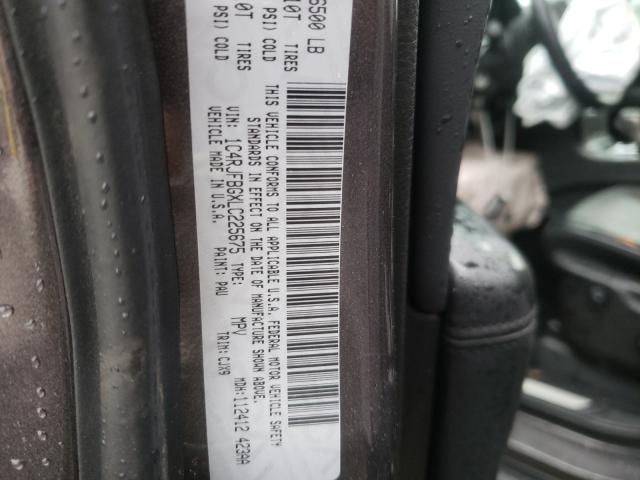 6500 LB
10T TIRES
PSI) COLD
0T TIRES
PSI) COLD
THIS VEHICLE CONFORMS TO ALL APPLICABLE U.S.A. FEDERAL MOTOR VEHICLE SAFETY
STANDARDS IN EFFECT ON THE DATE OF MANUFACTURE SHOWN ABOVE.
VIN: 1C4RJFBGXLC225675 TYPE: MPV MDH: 112412 423AA
VEHICLE MADE IN U.S.A. PAINT: PAU TRIM: CJX9